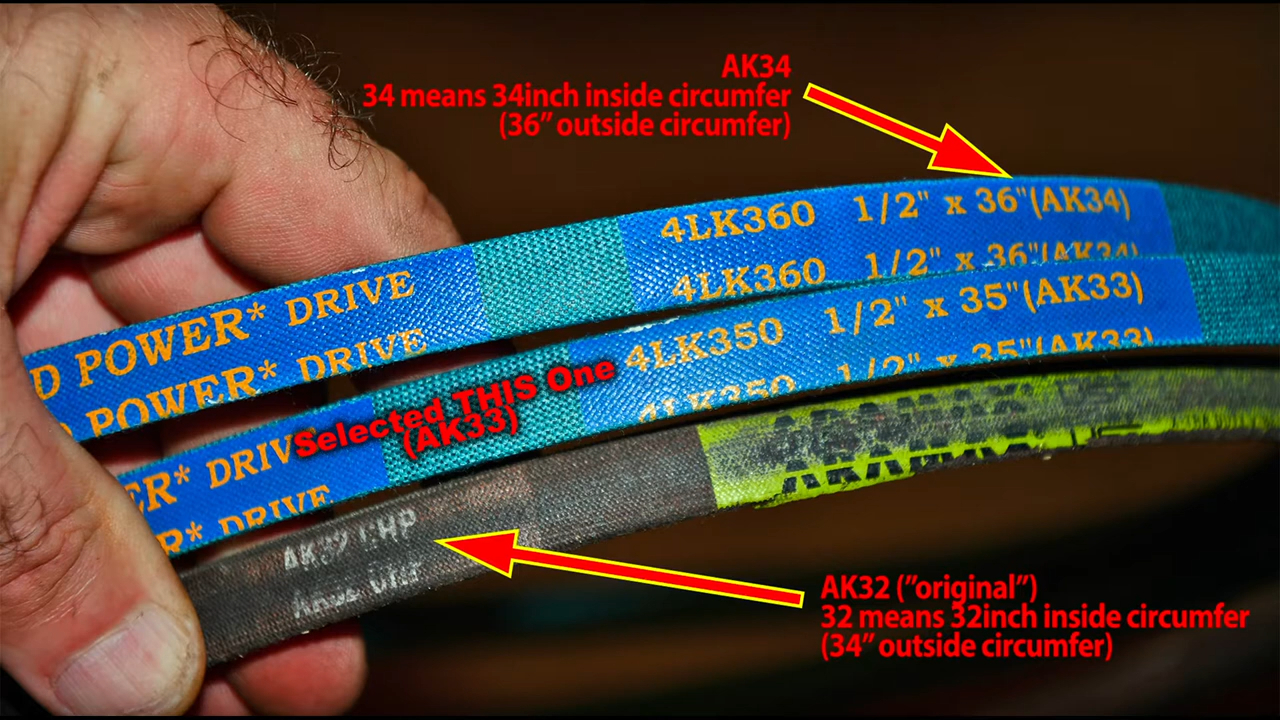 AK34
34 means 34inch inside circumfer
(36” outside circumfer)
4LK360 1/2" x 36"(AK34)
4LK360 1/2" x 36"(AK34)
D POWER* DRIVE
POWER* DRIVE
4LK350 1/2" x 35"(AK33)
4LK350 1/2" x 35"(AK33)
Selected THIS One
(AK33)
ER* DRIV
R* DRIVE
AK32
AK32 (”original”)
32 means 32inch inside circumfer
(34” outside circumfer)